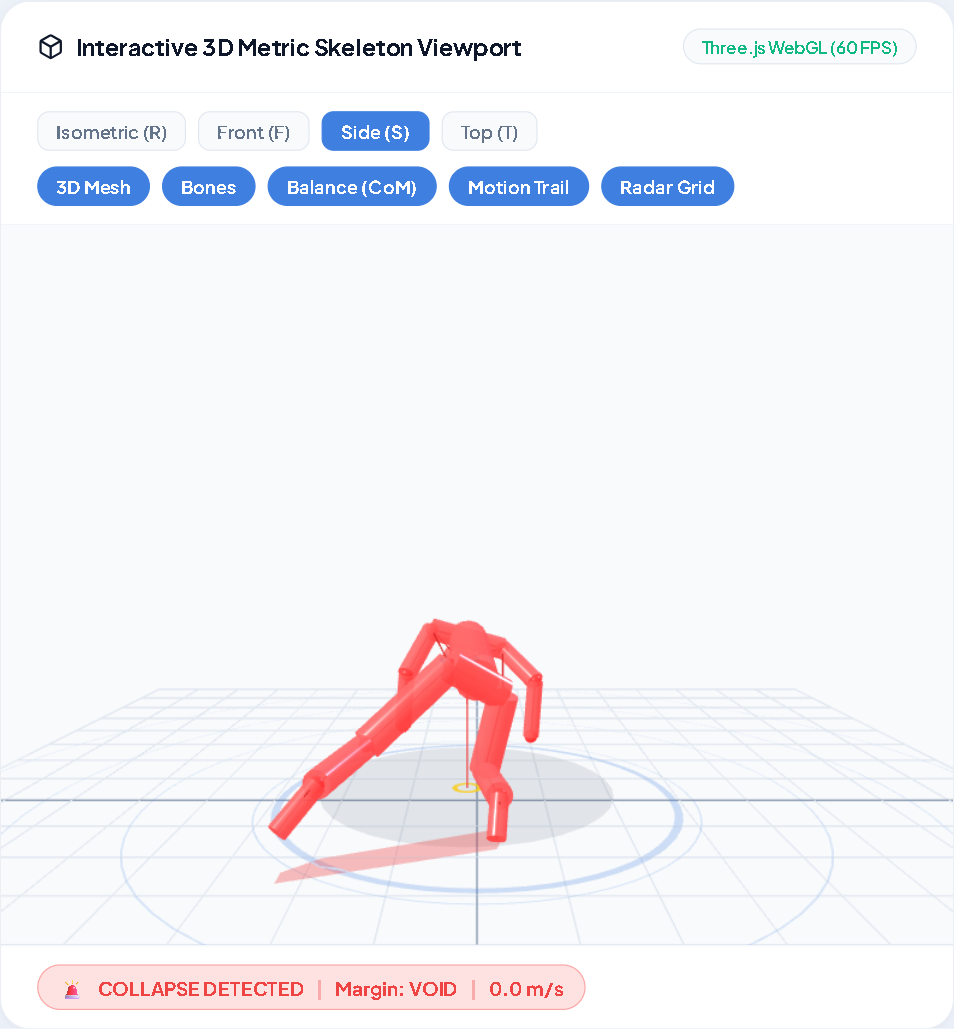 Interactive 3D Metric Skeleton Viewport
Three.js WebGL (60 FPS)
Isometric (R) Front (F) Side (S) Top (T)
3D Mesh Bones Balance (CoM) Motion Trail Radar Grid
COLLAPSE DETECTED | Margin: VOID | 0.0 m/s